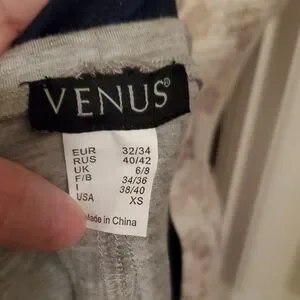 VENUS®
EUR 32/34
RUS 40/42
UK 6/8
F/B 34/36
I 38/40
USA XS
Made in China